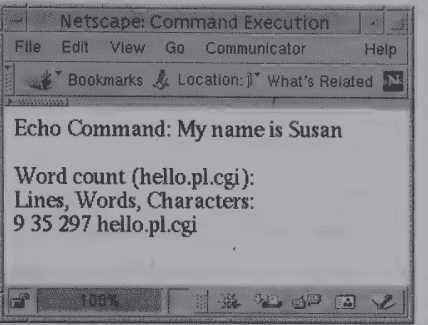 Netscape: Command Execution
File Edit View Go Communicator Help
Bookmarks Location: What's Related N
Echo Command: My name is Susan
Word count (hello.pl.cgi):
Lines, Words, Characters:
9 35 297 hello.pl.cgi
100%